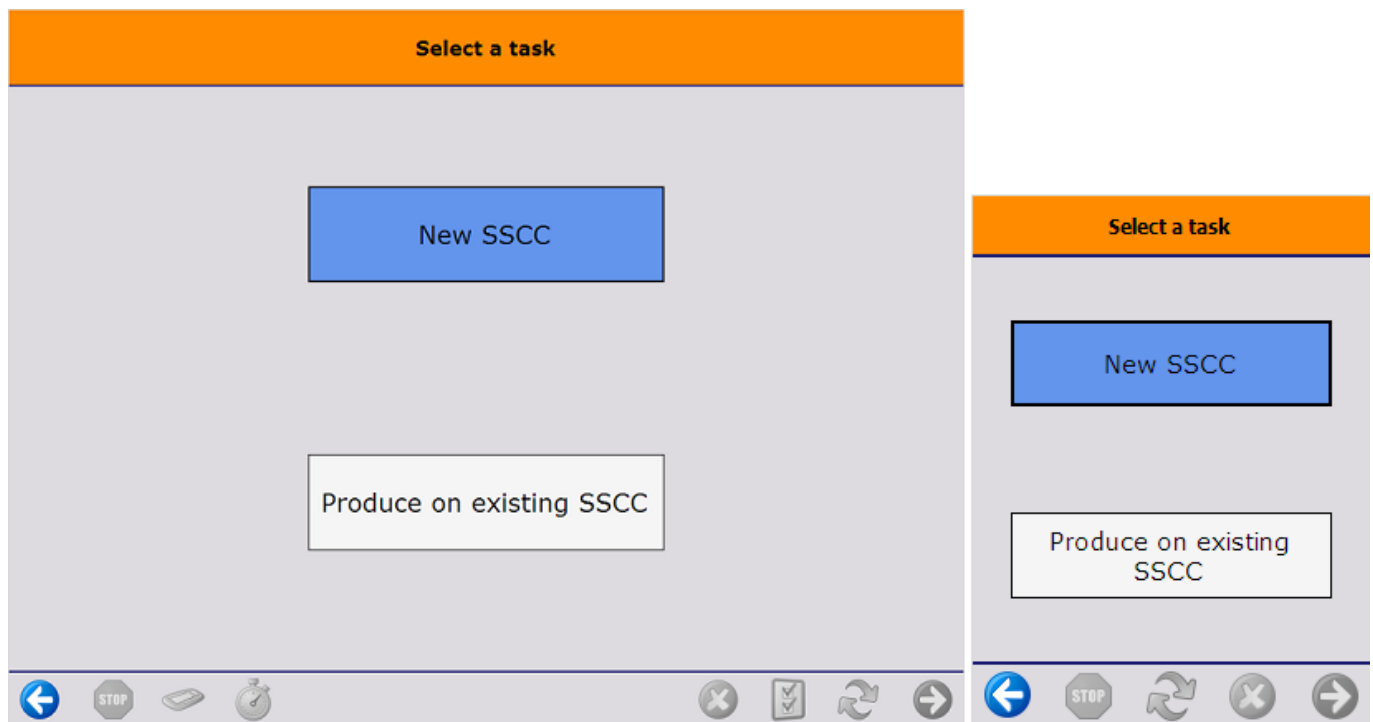 Select a task
New SSCC
Produce on existing SSCC
STOP
Select a task
New SSCC
Produce on existing
SSCC
STOP